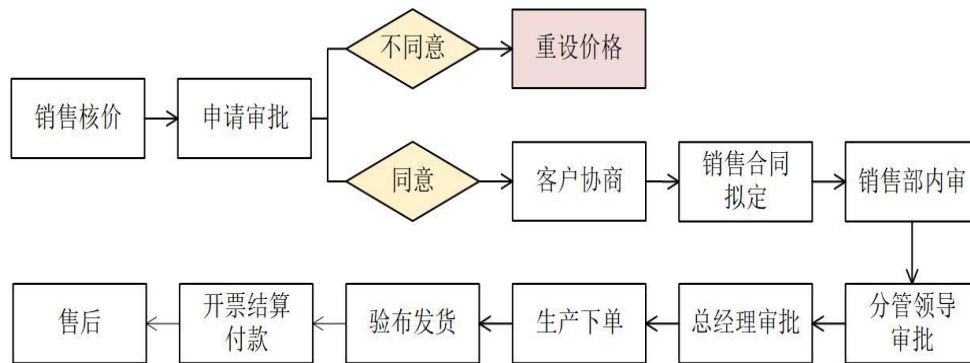 不同意
重设价格
销售核价
申请审批
同意
客户协商
销售合同
拟定
销售部内审
售后
开票结算
付款
验布发货
生产下单
总经理审批
分管领导
审批